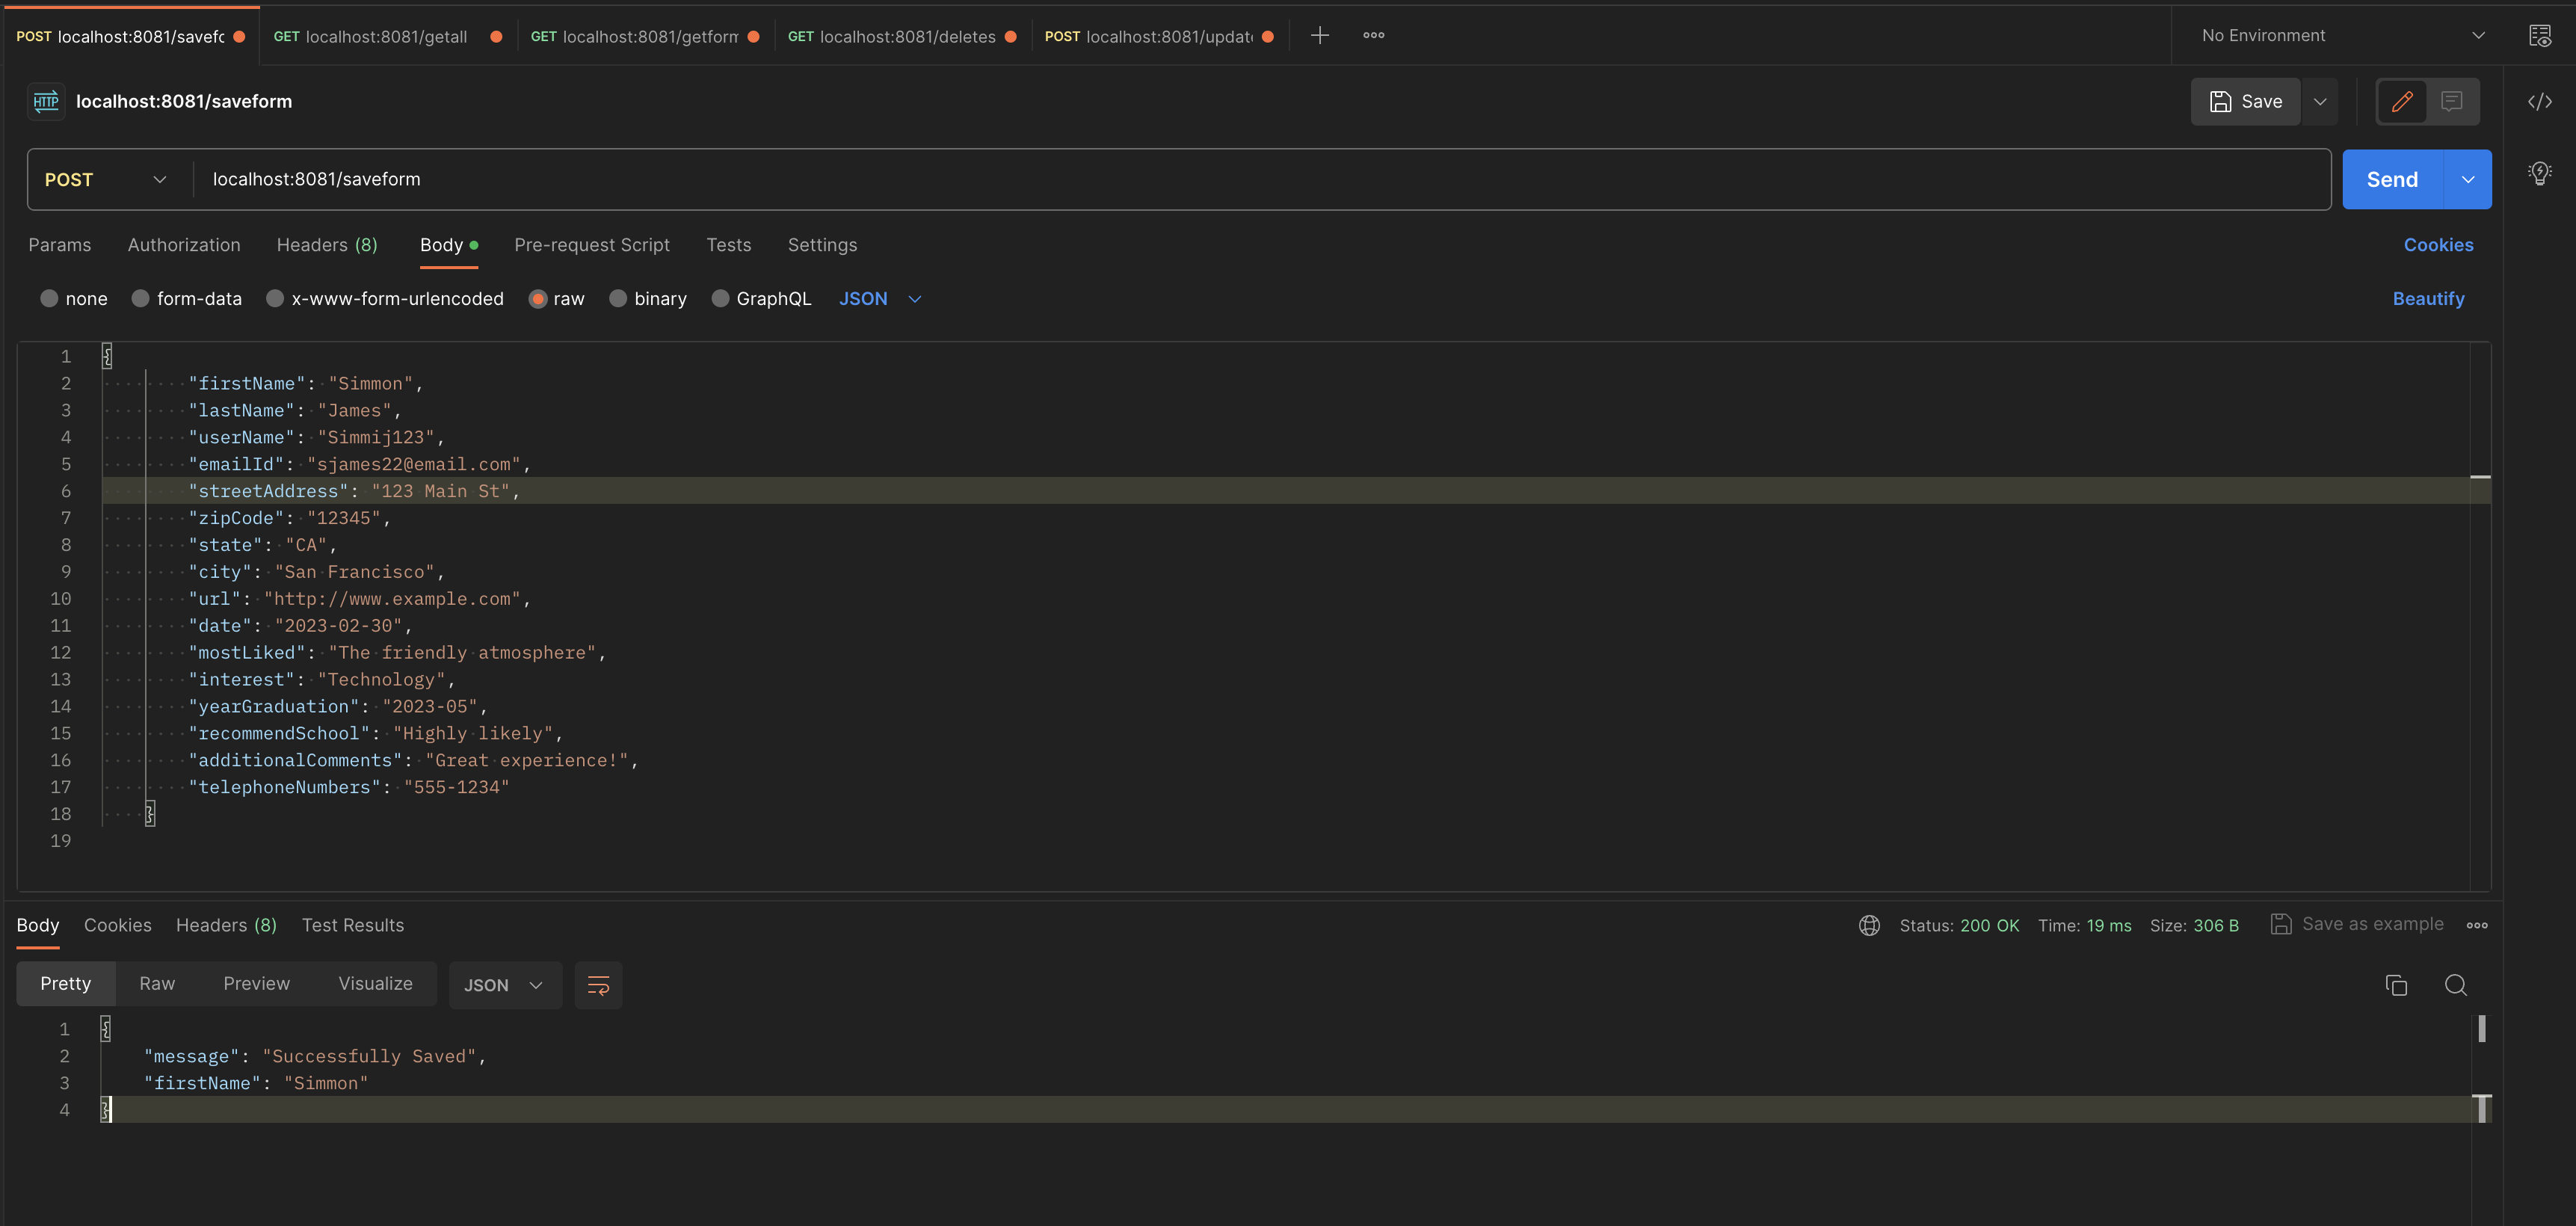 POST localhost:8081/savefo GET localhost:8081/getall GET localhost:8081/getform GET localhost:8081/deletes POST localhost:8081/update No Environment
HTTP localhost:8081/saveform Save
POST localhost:8081/saveform Send
Params Authorization Headers (8) Body Pre-request Script Tests Settings Cookies
none form-data x-www-form-urlencoded raw binary GraphQL JSON Beautify
1 {
2 "firstName": "Simmon",
3 "lastName": "James",
4 "userName": "Simmij123",
5 "emailId": "sjames22@email.com",
6 "streetAddress": "123 Main St",
7 "zipCode": "12345",
8 "state": "CA",
9 "city": "San Francisco",
10 "url": "http://www.example.com",
11 "date": "2023-02-30",
12 "mostLiked": "The friendly atmosphere",
13 "interest": "Technology",
14 "yearGraduation": "2023-05",
15 "recommendSchool": "Highly likely",
16 "additionalComments": "Great experience!",
17 "telephoneNumbers": "555-1234"
18 }
19
Body Cookies Headers (8) Test Results Status: 200 OK Time: 19 ms Size: 306 B Save as example
Pretty Raw Preview Visualize JSON
1 {
2 "message": "Successfully Saved",
3 "firstName": "Simmon"
4 }